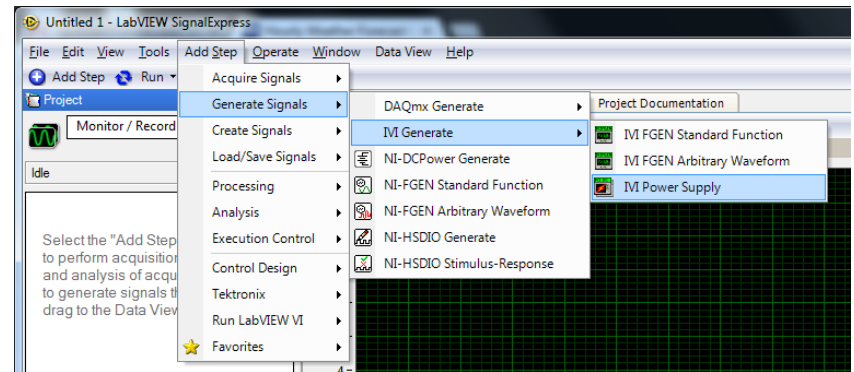 Untitled 1 - LabVIEW SignalExpress
File Edit View Tools Add Step Operate Window Data View Help
Add Step Run
Project
Monitor / Record
Idle
Select the "Add Step
to perform acquisition
and analysis of acqu
to generate signals th
drag to the Data View
Acquire Signals
Generate Signals
Create Signals
Load/Save Signals
Processing
Analysis
Execution Control
Control Design
Tektronix
Run LabVIEW VI
Favorites
DAQmx Generate
IVI Generate
NI-DCPower Generate
NI-FGEN Standard Function
NI-FGEN Arbitrary Waveform
NI-HSDIO Generate
NI-HSDIO Stimulus-Response
Project Documentation
IVI FGEN Standard Function
IVI FGEN Arbitrary Waveform
IVI Power Supply
4